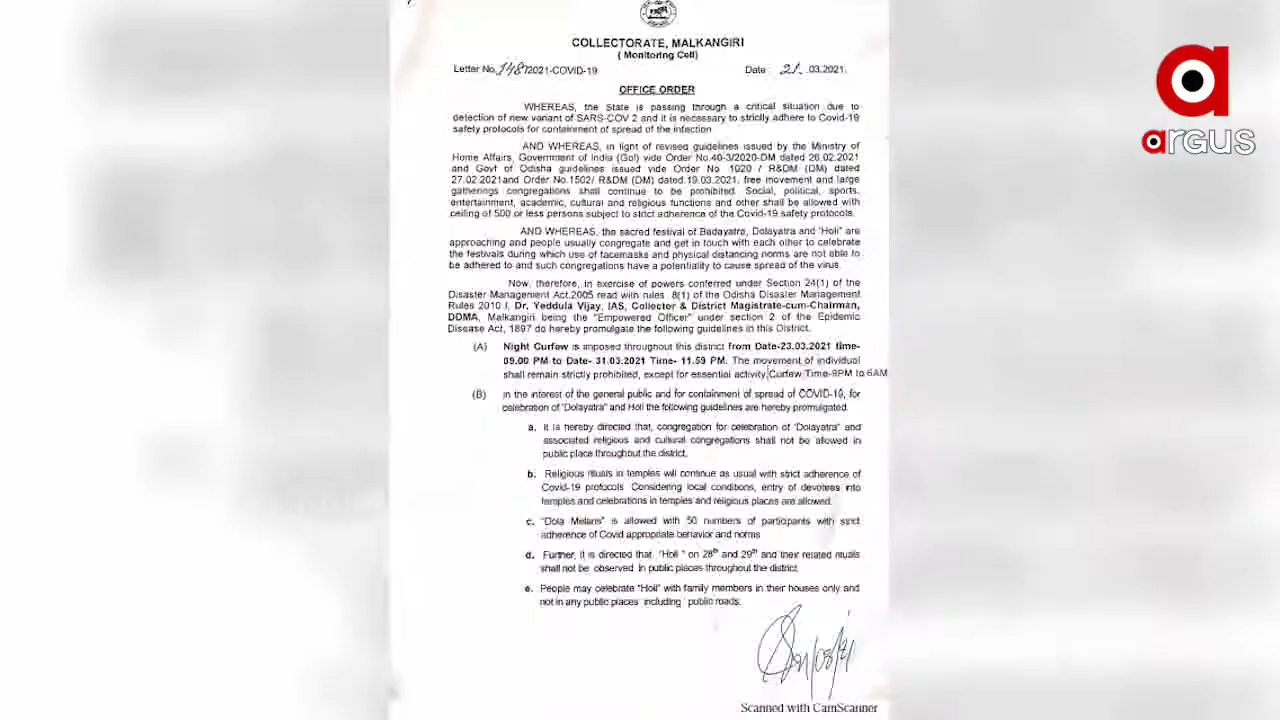 COLLECTORATE, MALKANGIRI
( Monitoring Cell)
Letter No. 1487/2021-COVID-19 Date : 21.03.2021.
OFFICE ORDER
WHEREAS, the State is passing through a critical situation due to
detection of new variant of SARS-COV 2 and it is necessary to strictly adhere to Covid-19
safety protocols for containment of spread of the infection
AND WHEREAS, in light of revised guidelines issued by the Ministry of
Home Affairs, Government of India (GoI) vide Order No.40-3/2020-DM dated 26.02.2021
and Govt of Odisha guidelines issued vide Order No 1020 / R&DM (DM) dated
27.02.2021and Order No.1502/ R&DM (DM) dated.19.03.2021, free movement and large
gatherings congregations shall continue to be prohibited. Social, political, sports,
entertainment, academic, cultural and religious functions and other shall be allowed with
ceiling of 500 or less persons subject to strict adherence of the Covid-19 safety protocols.
AND WHEREAS, the sacred festival of Badayatra, Dolayatra and 'Holi" are
approaching and people usually congregate and get in touch with each other to celebrate
the festivals during which use of facemasks and physical distancing norms are not able to
be adhered to and such congregations have a potentiality to cause spread of the virus.
Now, therefore, in exercise of powers conferred under Section 24(1) of the
Disaster Management Act.2005 read with rules .8(1) of the Odisha Disaster Management
Rules 2010 I, Dr. Yeddula Vijay, IAS, Collector & District Magistrate-cum-Chairman,
DDMA, Malkangiri being the "Empowered Officer" under section 2 of the Epidemic
Disease Act, 1897 do hereby promulgate the following guidelines in this District.
(A) Night Curfew is imposed throughout this district from Date-23.03.2021 time-
09.00 PM to Date- 31.03.2021 Time- 11.59 PM. The movement of individual
shall remain strictly prohibited, except for essential activity.Curfew Time-9PM to 6AM
(B) In the interest of the general public and for containment of spread of COVID-19, for
celebration of "Dolayatra" and Holi the following guidelines are hereby promulgated.
a. It is hereby directed that, congregation for celebration of 'Dolayatra" and
associated religious and cultural congregations shall not be allowed in
public place throughout the district.
b. Religious rituals in temples will continue as usual with strict adherence of
Covid-19 protocols Considering local conditions, entry of devotees into
temples and celebrations in temples and religious places are allowed.
c. "Dola Melans" is allowed with 50 numbers of participants with strict
adherence of Covid appropriate behavior and norms
d. Further, it is directed that "Holi " on 28th and 29th and their related rituals
shall not be observed in public places throughout the district
e. People may celebrate "Holi" with family members in their houses only and
not in any public places including public roads.
21/03/21
Scanned with CamScanner
argus